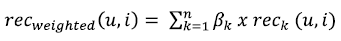 rec_weighted (u, i) = ∑_{k=1}^{n} β_k x rec_k (u, i)